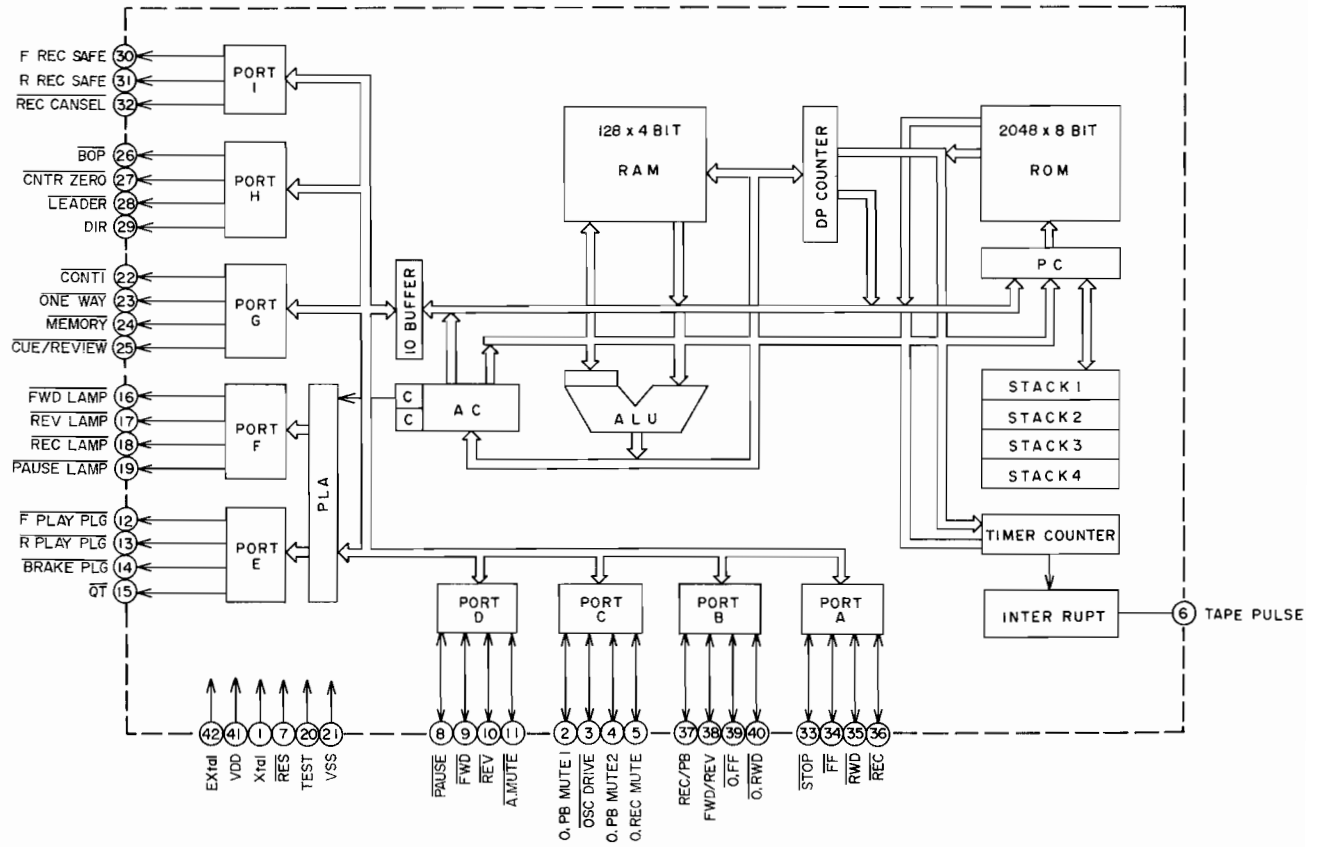 F REC SAFE 30
R REC SAFE 31
REC CANSEL 32
PORT
I
BOP 26
CNTR ZERO 27
LEADER 28
DIR 29
PORT
H
CONTI 22
ONE WAY 23
MEMORY 24
CUE/REVIEW 25
PORT
G
FWD LAMP 16
REV LAMP 17
REC LAMP 18
PAUSE LAMP 19
PORT
F
F PLAY PLG 12
R PLAY PLG 13
BRAKE PLG 14
QT 15
PORT
E
PLA
IO BUFFER
C
C
AC
128 x 4 BIT
RAM
ALU
DP COUNTER
2048 x 8 BIT
ROM
PC
STACK 1
STACK 2
STACK 3
STACK 4
TIMER COUNTER
INTER RUPT
6 TAPE PULSE
PORT
D
PORT
C
PORT
B
PORT
A
42 EXtal
41 VDD
1 Xtal
7 RES
20 TEST
21 VSS
8 PAUSE
9 FWD
10 REV
11 A.MUTE
2 O.PB MUTE 1
3 OSC DRIVE
4 O.PB MUTE2
5 O.REC MUTE
37 REC/PB
38 FWD/REV
39 O.FF
40 O.RWD
33 STOP
34 FF
35 RWD
36 REC